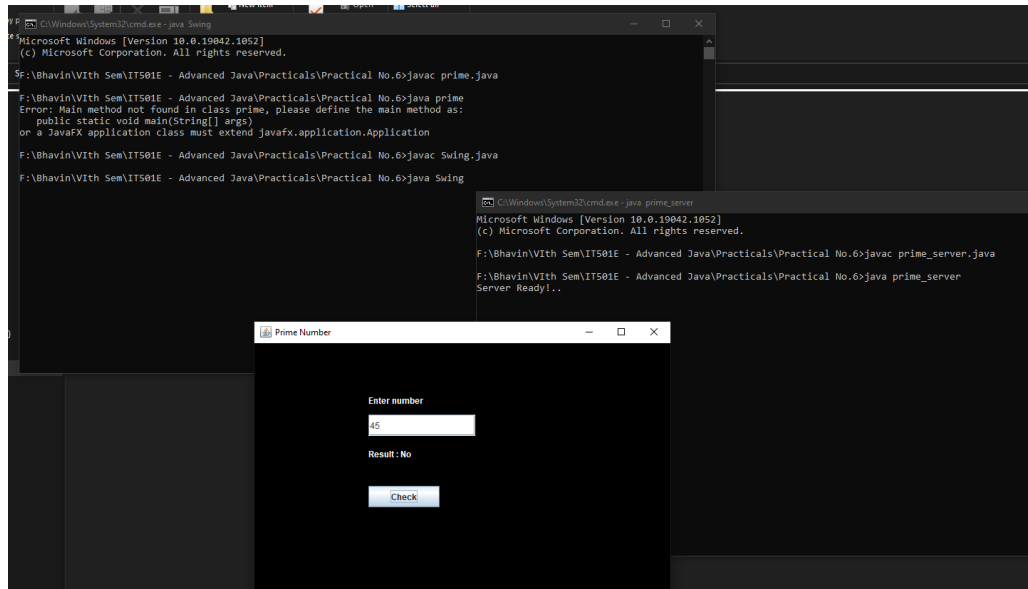 New item
Open
Select all
C:\Windows\System32\cmd.exe - java Swing
Microsoft Windows [Version 10.0.19042.1052]
(c) Microsoft Corporation. All rights reserved.
F:\Bhavin\VIth Sem\IT501E - Advanced Java\Practicals\Practical No.6>javac prime.java
F:\Bhavin\VIth Sem\IT501E - Advanced Java\Practicals\Practical No.6>java prime
Error: Main method not found in class prime, please define the main method as:
public static void main(String[] args)
or a JavaFX application class must extend javafx.application.Application
F:\Bhavin\VIth Sem\IT501E - Advanced Java\Practicals\Practical No.6>javac Swing.java
F:\Bhavin\VIth Sem\IT501E - Advanced Java\Practicals\Practical No.6>java Swing
C:\Windows\System32\cmd.exe - java prime_server
Microsoft Windows [Version 10.0.19042.1052]
(c) Microsoft Corporation. All rights reserved.
F:\Bhavin\VIth Sem\IT501E - Advanced Java\Practicals\Practical No.6>javac prime_server.java
F:\Bhavin\VIth Sem\IT501E - Advanced Java\Practicals\Practical No.6>java prime_server
Server Ready!..
Prime Number
Enter number
45
Result : No
Check